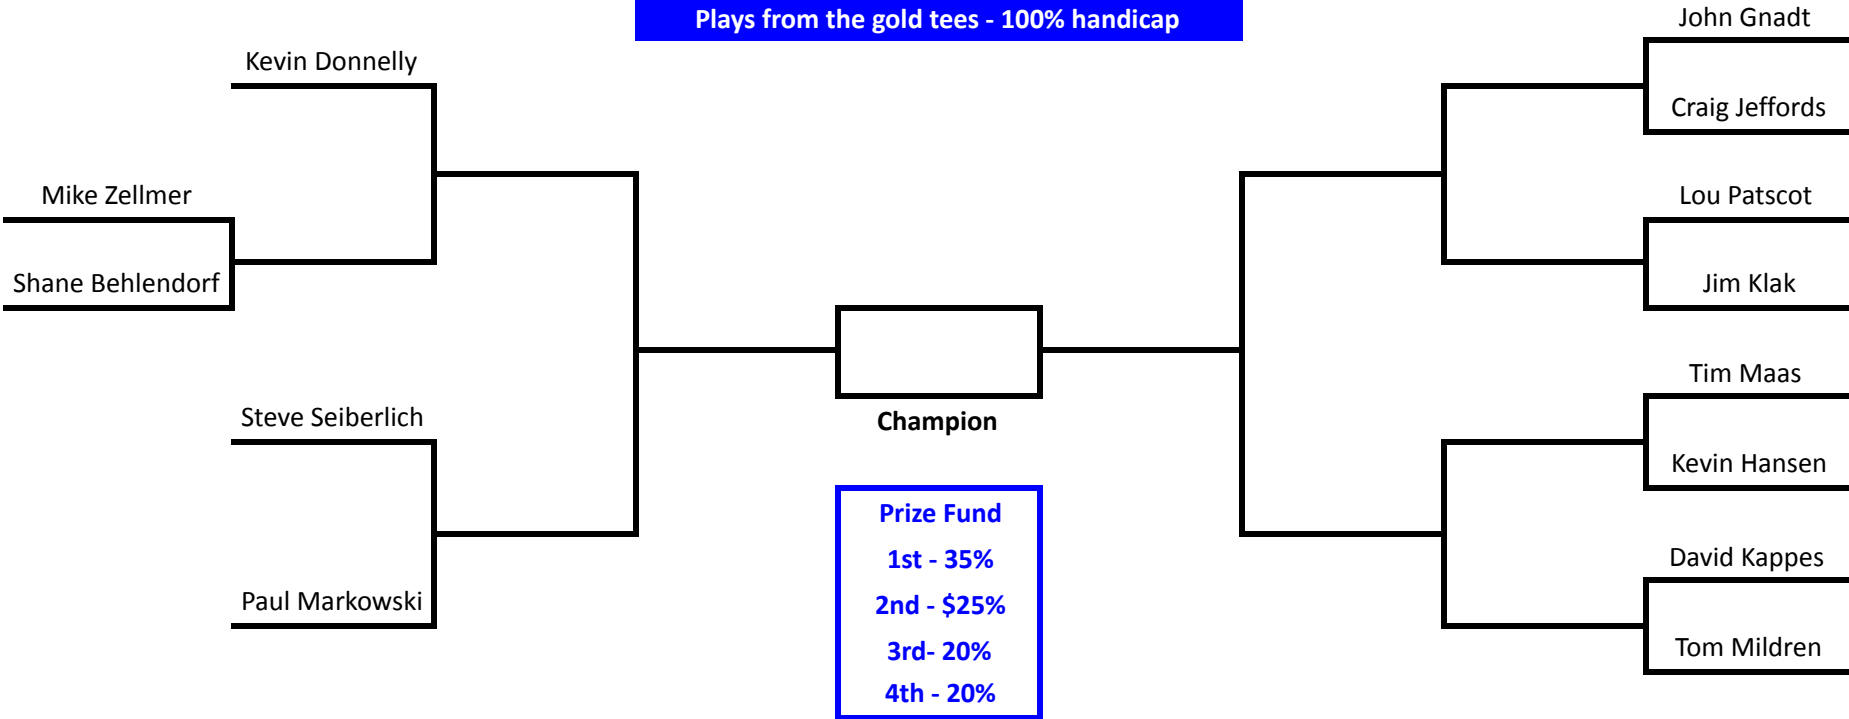 Plays from the gold tees - 100% handicap
John Gnadt
Kevin Donnelly
Craig Jeffords
Mike Zellmer
Lou Patscot
Shane Behlendorf
Jim Klak
Tim Maas
Steve Seiberlich
Champion
Kevin Hansen
Prize Fund
1st - 35%
David Kappes
Paul Markowski
2nd - $25%
3rd- 20%
Tom Mildren
4th - 20%